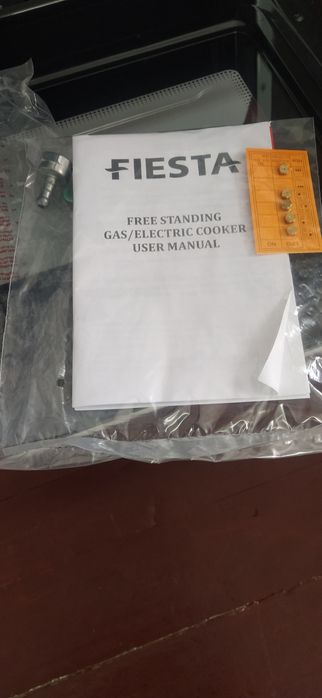 FIESTA
FREE STANDING
GAS/ELECTRIC COOKER
USER MANUAL